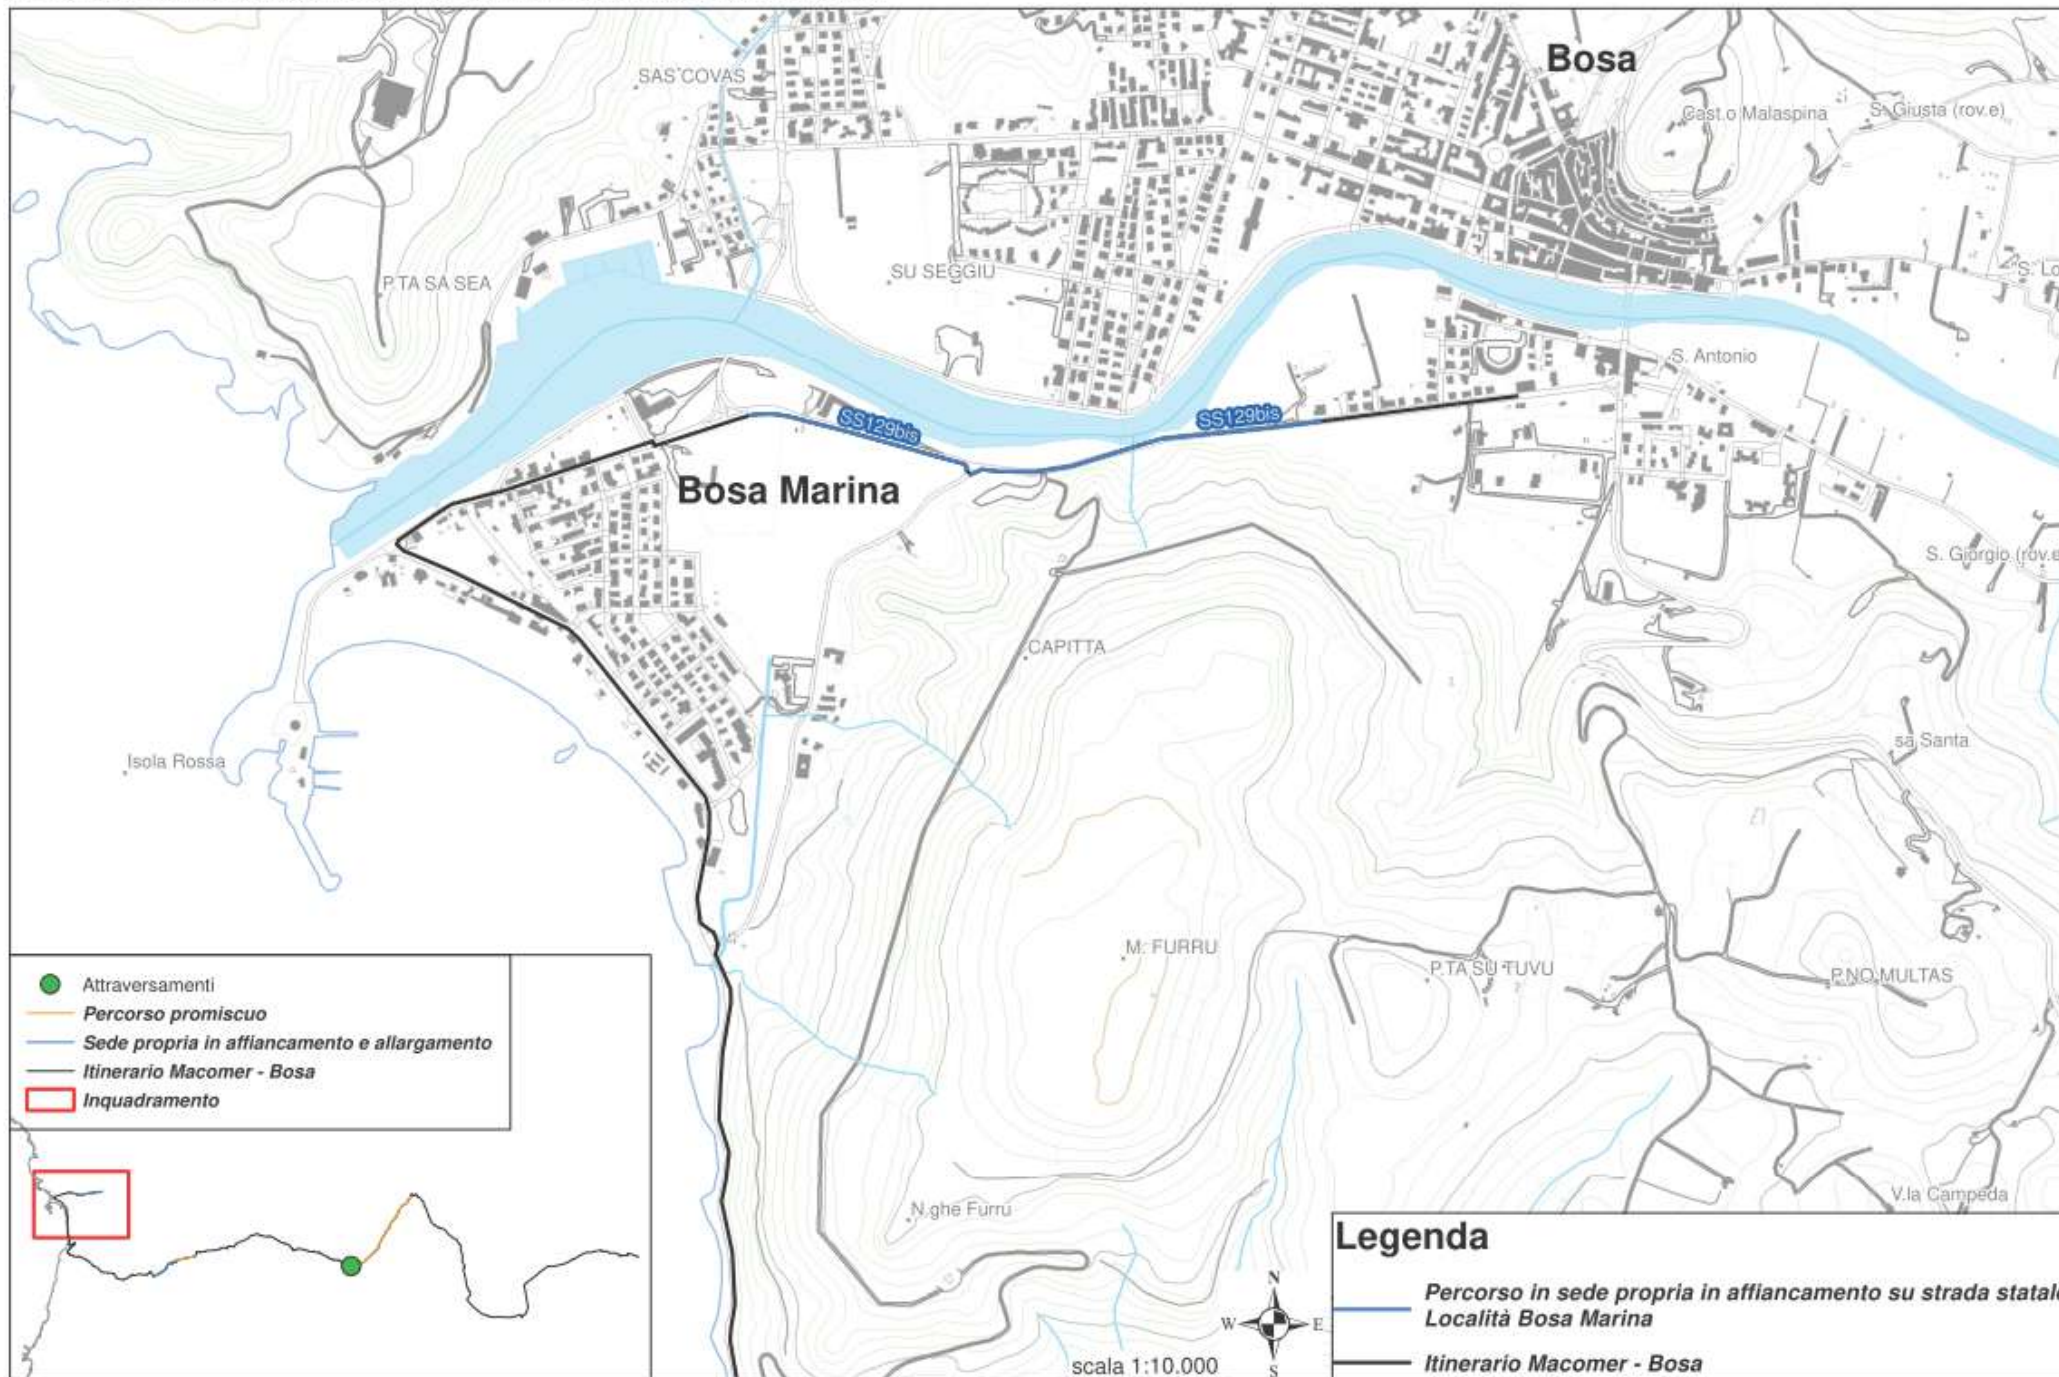 Bosa
SAS COVAS
Cast.o Malaspina
S. Giusta (rov.e)
P.TA SA SEA
SU SEGGIU
S. Lo
S. Antonio
SS129bis
SS129bis
Bosa Marina
S. Giorgio (rov.e
CAPITTA
Isola Rossa
sa Santa
M. FURRU
P.TA SU TUVU
P.NO MULTAS
Attraversamenti
Percorso promiscuo
Sede propria in affiancamento e allargamento
Itinerario Macomer - Bosa
Inquadramento
N.ghe Furru
V.la Campeda
N
W
E
S
scala 1:10.000
Legenda
Percorso in sede propria in affiancamento su strada statale
Località Bosa Marina
Itinerario Macomer - Bosa